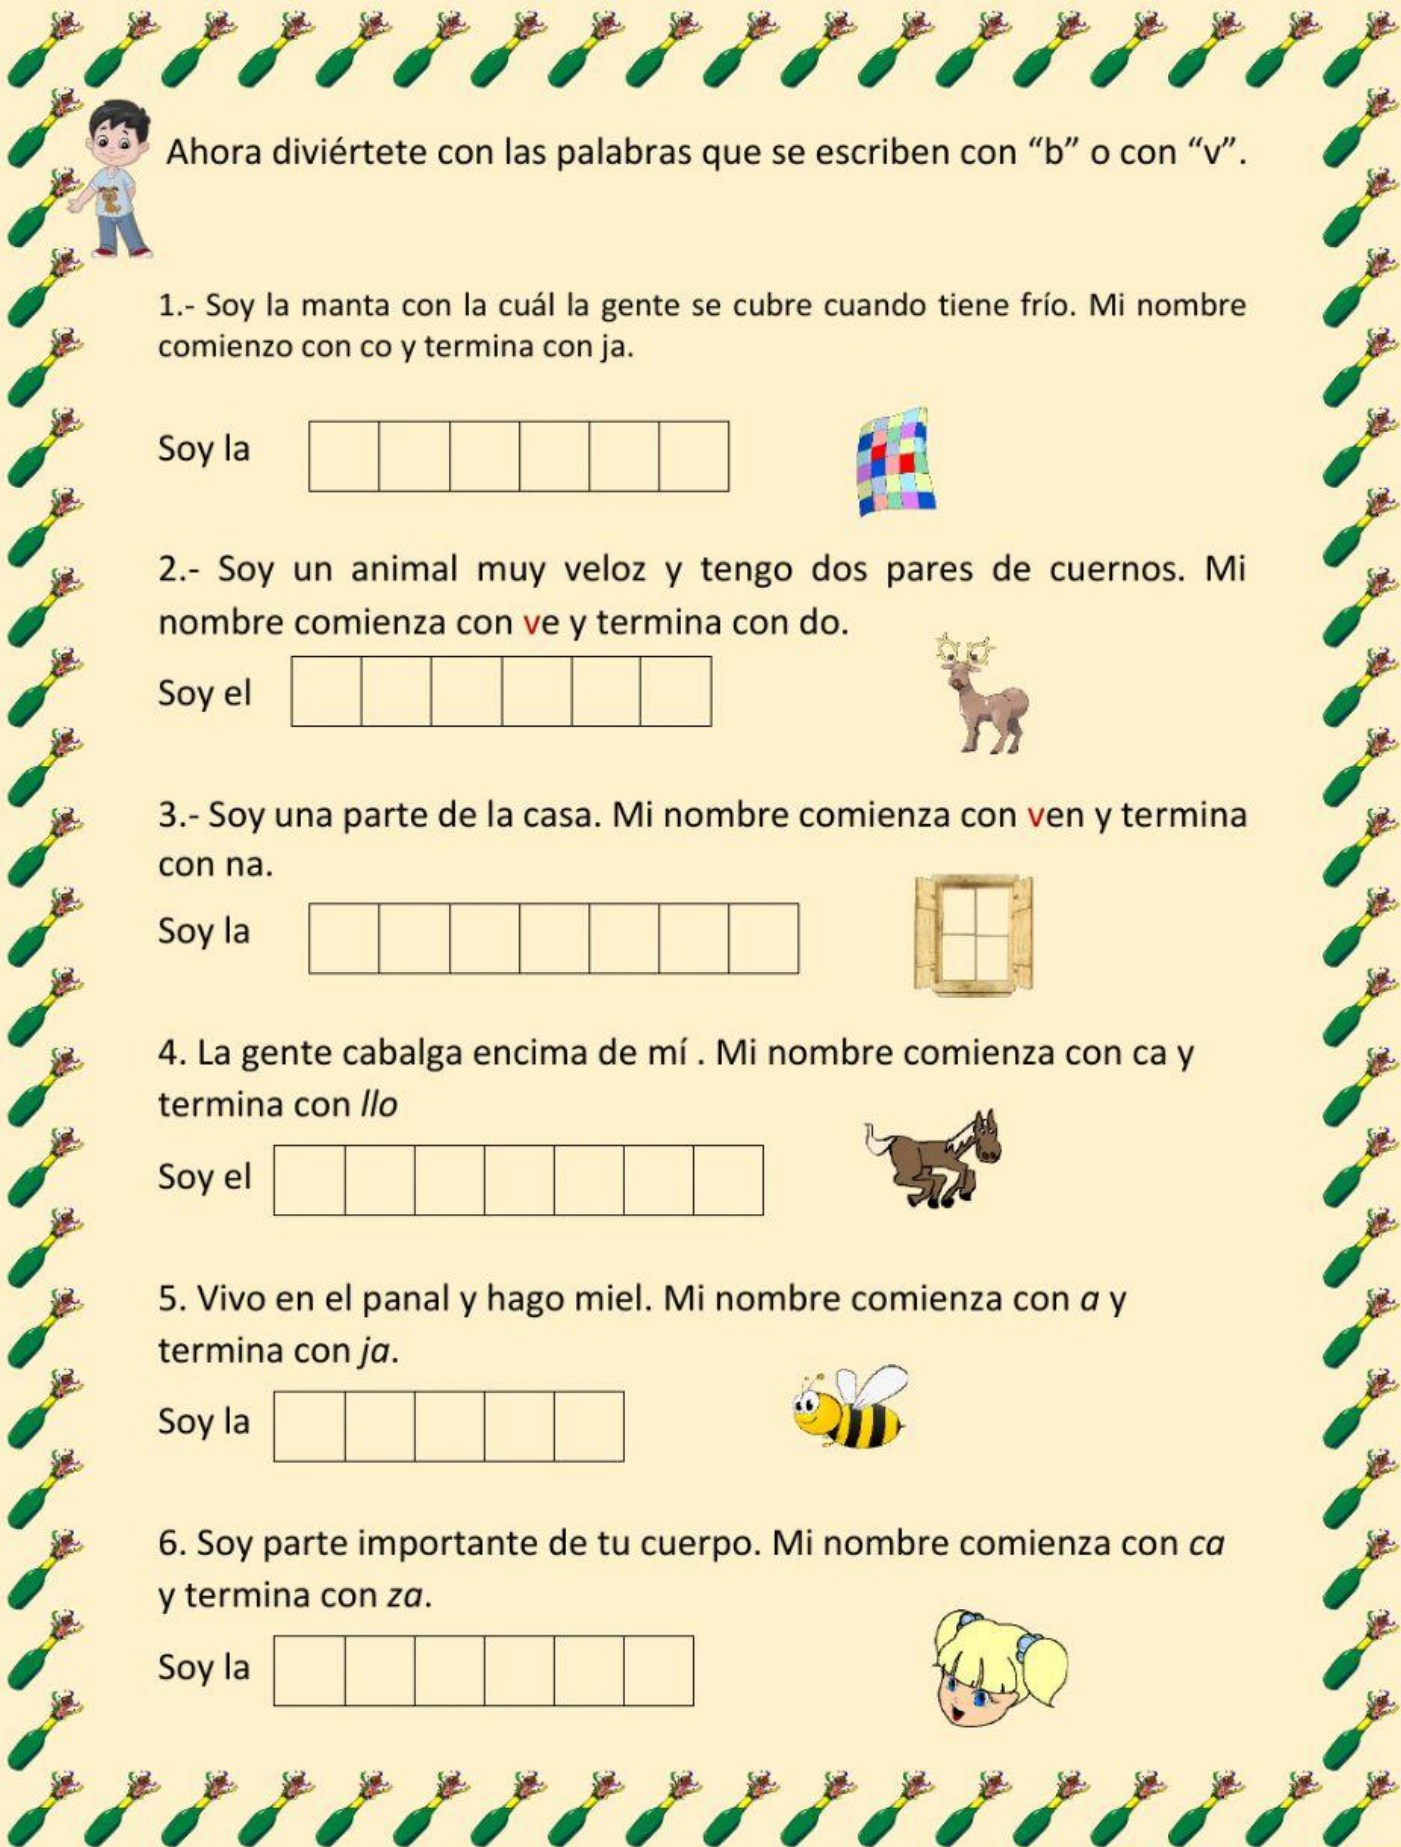 Ahora diviértete con las palabras que se escriben con “b” o con “v”.
1.- Soy la manta con la cuál la gente se cubre cuando tiene frío. Mi nombre
comienzo con co y termina con ja.
Soy la
2.- Soy un animal muy veloz y tengo dos pares de cuernos. Mi
nombre comienza con ve y termina con do.
Soy el
3.- Soy una parte de la casa. Mi nombre comienza con ven y termina
con na.
Soy la
4. La gente cabalga encima de mí . Mi nombre comienza con ca y
termina con llo
Soy el
5. Vivo en el panal y hago miel. Mi nombre comienza con a y
termina con ja.
Soy la
6. Soy parte importante de tu cuerpo. Mi nombre comienza con ca
y termina con za.
Soy la